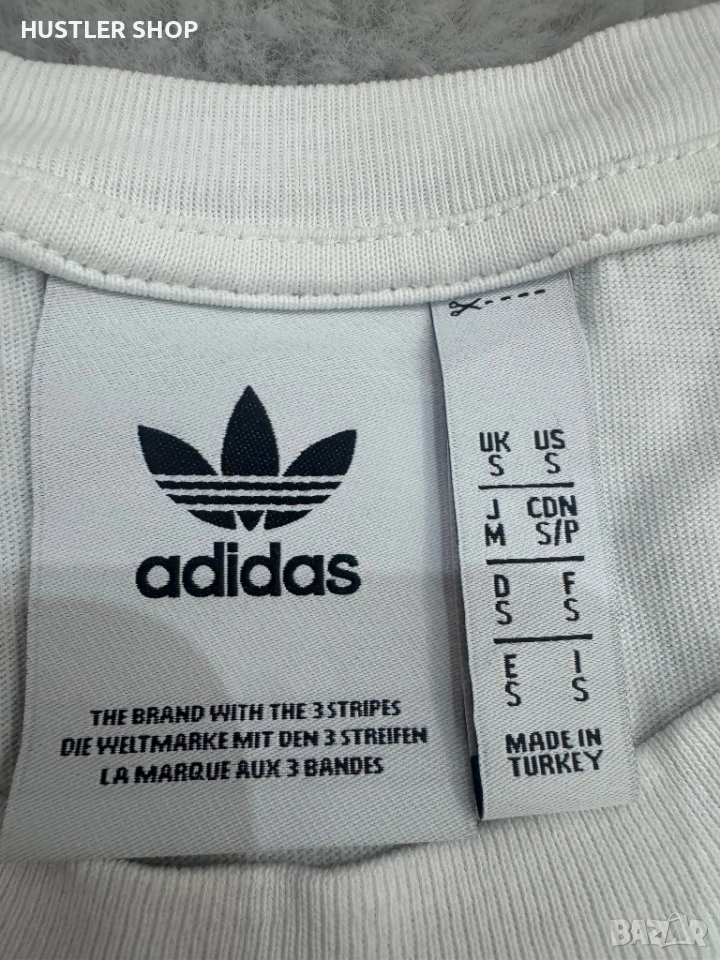 HUSTLER SHOP
adidas
THE BRAND WITH THE 3 STRIPES
DIE WELTMARKE MIT DEN 3 STREIFEN
LA MARQUE AUX 3 BANDES
UK US
S S
J CDN
M S/P
D F
S S
E I
S S
MADE IN
TURKEY
BAZAR